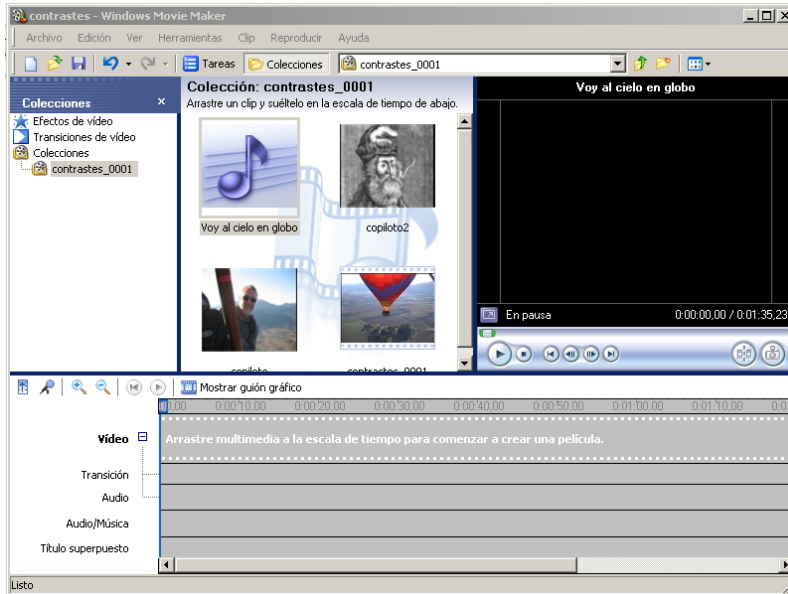 contrastes - Windows Movie Maker
Archivo Edición Ver Herramientas Clip Reproducir Ayuda
Tareas Colecciones contrastes_0001
Colecciones ×
Efectos de vídeo
Transiciones de vídeo
Colecciones
contrastes_0001
Colección: contrastes_0001
Arrastre un clip y suéltelo en la escala de tiempo de abajo.
Voy al cielo en globo
copiloto2
copiloto
contrastes_0001
Voy al cielo en globo
En pausa 0:00:00,00 / 0:01:35,23
Mostrar guión gráfico
0,00 0:00:10,00 0:00:20,00 0:00:30,00 0:00:40,00 0:00:50,00 0:01:00,00 0:01:10,00 0:0
Vídeo
Arrastre multimedia a la escala de tiempo para comenzar a crear una película.
Transición
Audio
Audio/Música
Título superpuesto
Listo